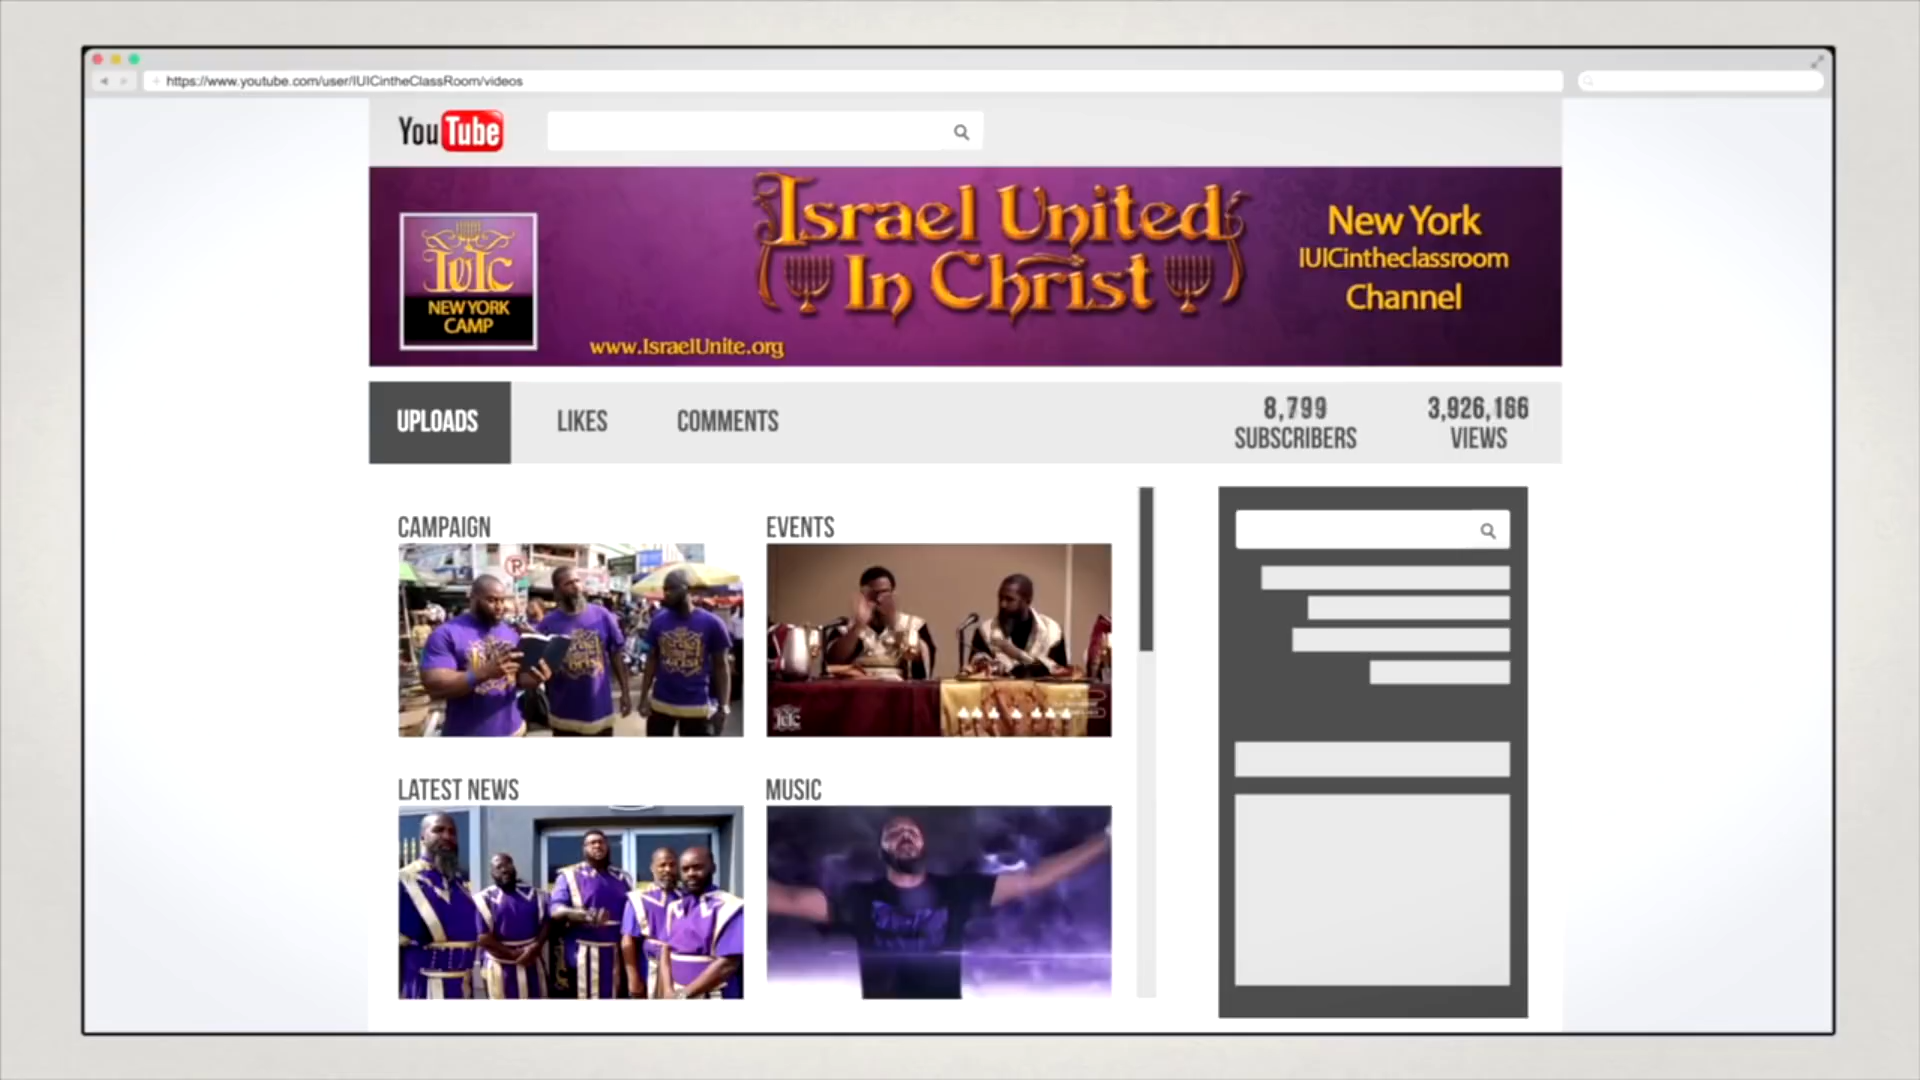 https://www.youtube.com/user/IUICintheClassRoom/videos
YouTube
Israel United
In Christ
New York
IUICintheclassroom
Channel
IUIC
NEW YORK
CAMP
www.IsraelUnite.org
UPLOADS
LIKES
COMMENTS
8,799
SUBSCRIBERS
3,926,166
VIEWS
CAMPAIGN
EVENTS
P
IUIC
LATEST NEWS
MUSIC